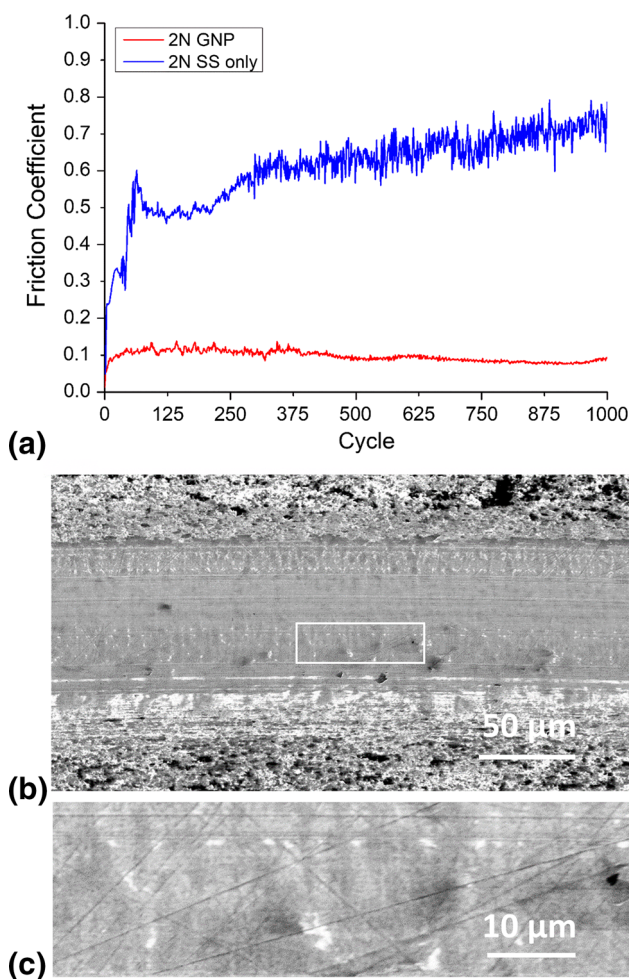 1.0
0.9
0.8
0.7
0.6
0.5
0.4
0.3
0.2
0.1
0.0
Friction Coefficient
2N GNP
2N SS only
0 125 250 375 500 625 750 875 1000
Cycle
(a)
50 μm
(b)
10 μm
(c)